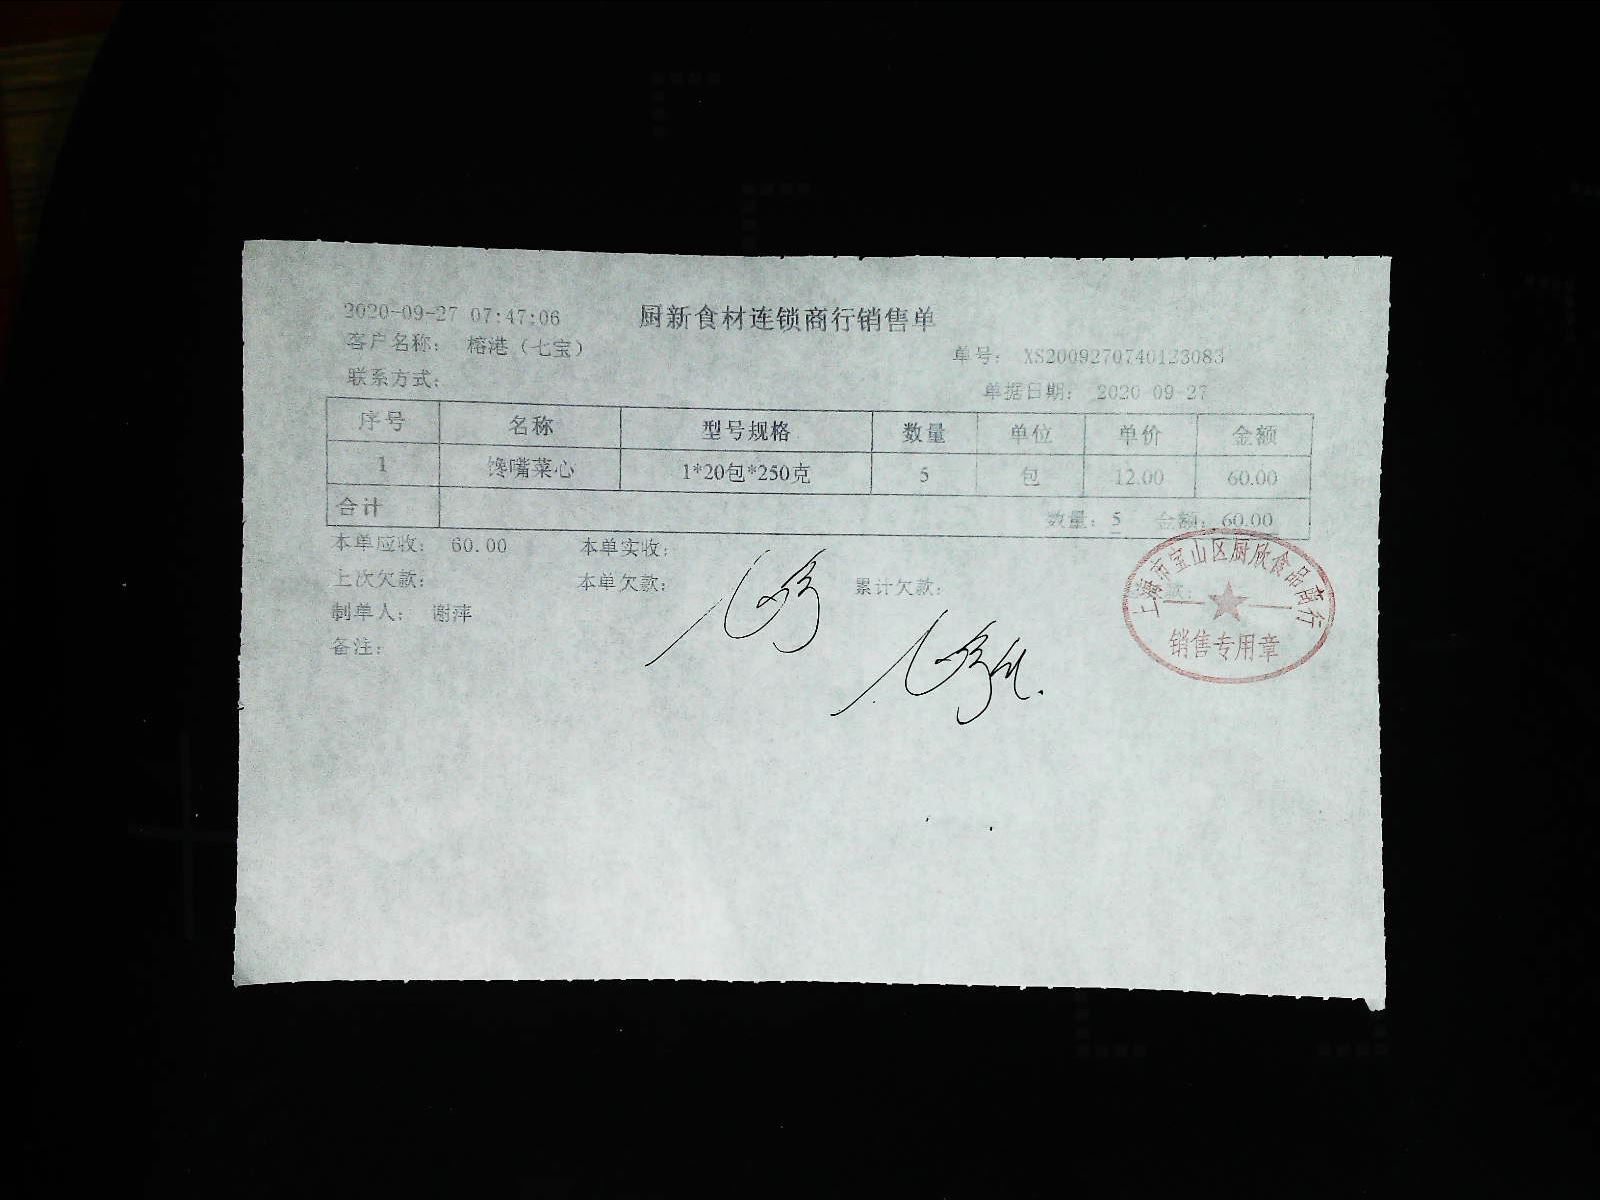 2020-09-27 07:47:06 厨新食材连锁商行销售单
客户名称： 榕港（七宝） 单号： XS2009270740123083
联系方式： 单据日期： 2020-09-27
序号 名称 型号规格 数量 单位 单价 金额
1 馋嘴菜心 1*20包*250克 5 包 12.00 60.00
合计 数量：5 金额：60.00
本单应收： 60.00 本单实收：
上次欠款： 本单欠款： 累计欠款： 款：
制单人： 谢萍
备注：
上海市宝山区厨欣食品商行
销售专用章